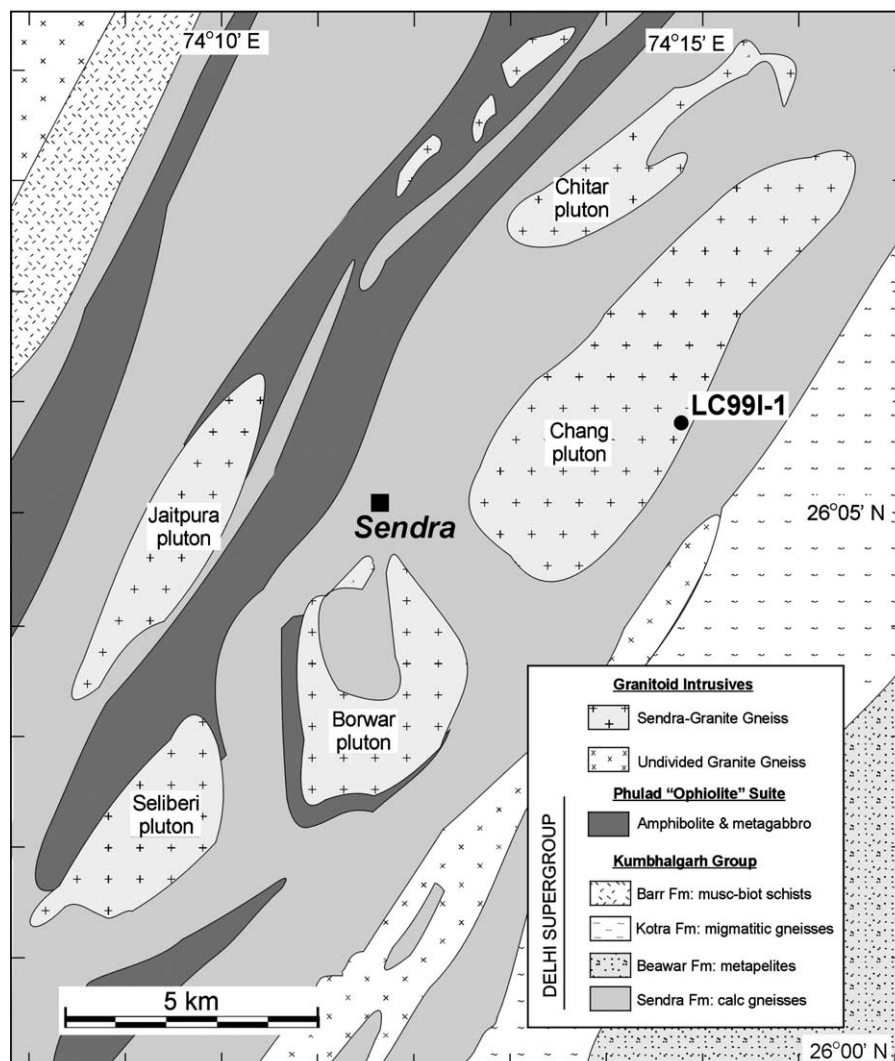 74°10' E
74°15' E
Chitar
pluton
LC99I-1
Chang
pluton
Jaitpura
pluton
Sendra
26°05' N
Borwar
pluton
Seliberi
pluton
Granitoid Intrusives
Sendra-Granite Gneiss
Undivided Granite Gneiss
Phulad "Ophiolite" Suite
Amphibolite & metagabbro
Kumbhalgarh Group
Barr Fm: musc-biot schists
Kotra Fm: migmatitic gneisses
Beawar Fm: metapelites
Sendra Fm: calc gneisses
DELHI SUPERGROUP
5 km
26°00' N